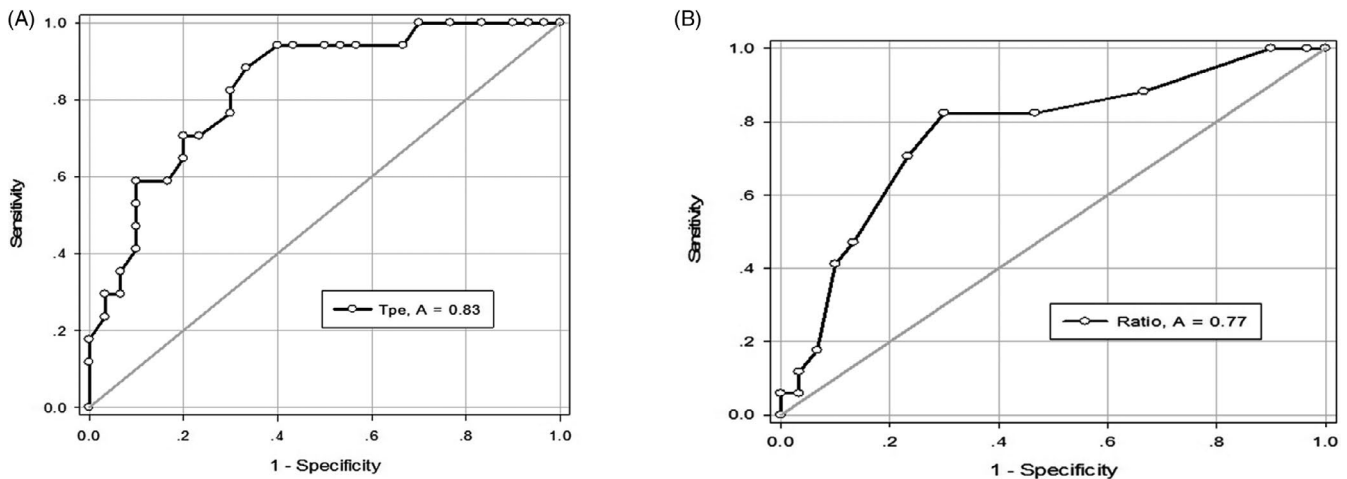 (A)
1.0
.8
.6
.4
.2
0.0
Sensitivity
Tpe, A = 0.83
0.0 .2 .4 .6 .8 1.0
1 - Specificity
(B)
1.0
.8
.6
.4
.2
0.0
Sensitivity
Ratio, A = 0.77
0.0 .2 .4 .6 .8 1.0
1 - Specificity